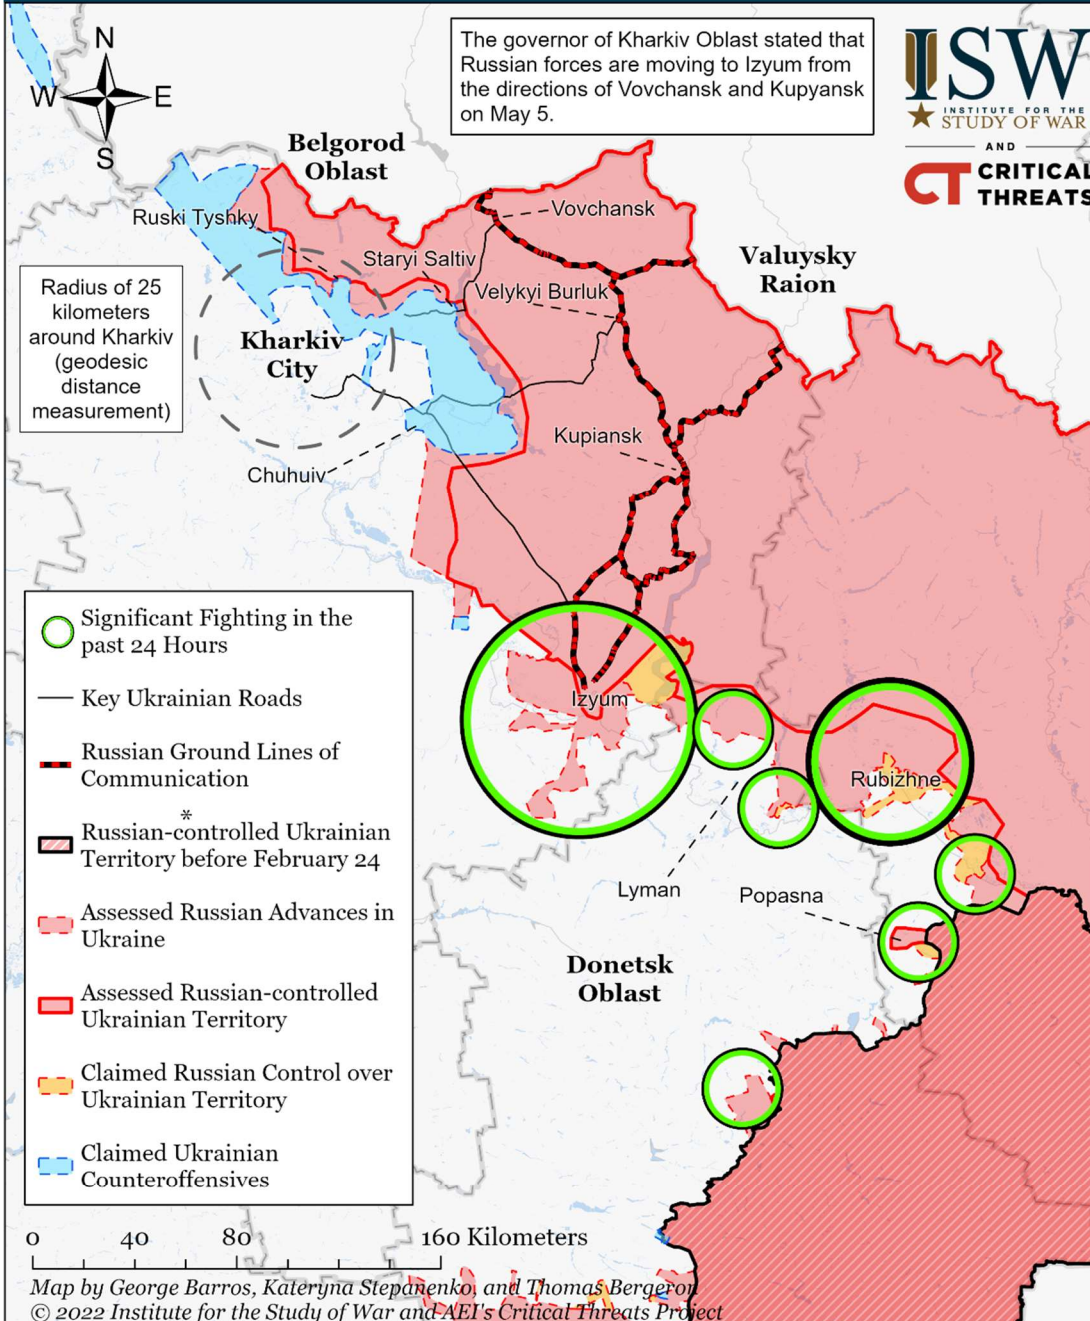 N
W
E
S
The governor of Kharkiv Oblast stated that
Russian forces are moving to Izyum from
the directions of Vovchansk and Kupyansk
on May 5.
ISW
INSTITUTE FOR THE
STUDY OF WAR
AND
CT CRITICAL
THREATS
Belgorod
Oblast
Ruski Tyshky
Vovchansk
Staryi Saltiv
Valuysky
Raion
Velykyi Burluk
Radius of 25
kilometers
around Kharkiv
(geodesic
distance
measurement)
Kharkiv
City
Kupiansk
Chuhuiv
Significant Fighting in the
past 24 Hours
Key Ukrainian Roads
Russian Ground Lines of
Communication
*
Russian-controlled Ukrainian
Territory before February 24
Assessed Russian Advances in
Ukraine
Assessed Russian-controlled
Ukrainian Territory
Claimed Russian Control over
Ukrainian Territory
Claimed Ukrainian
Counteroffensives
Izyum
Rubizhne
Lyman
Popasna
Donetsk
Oblast
0 40 80 160 Kilometers
Map by George Barros, Kateryna Stepanenko, and Thomas Bergeron
© 2022 Institute for the Study of War and AEI's Critical Threats Project